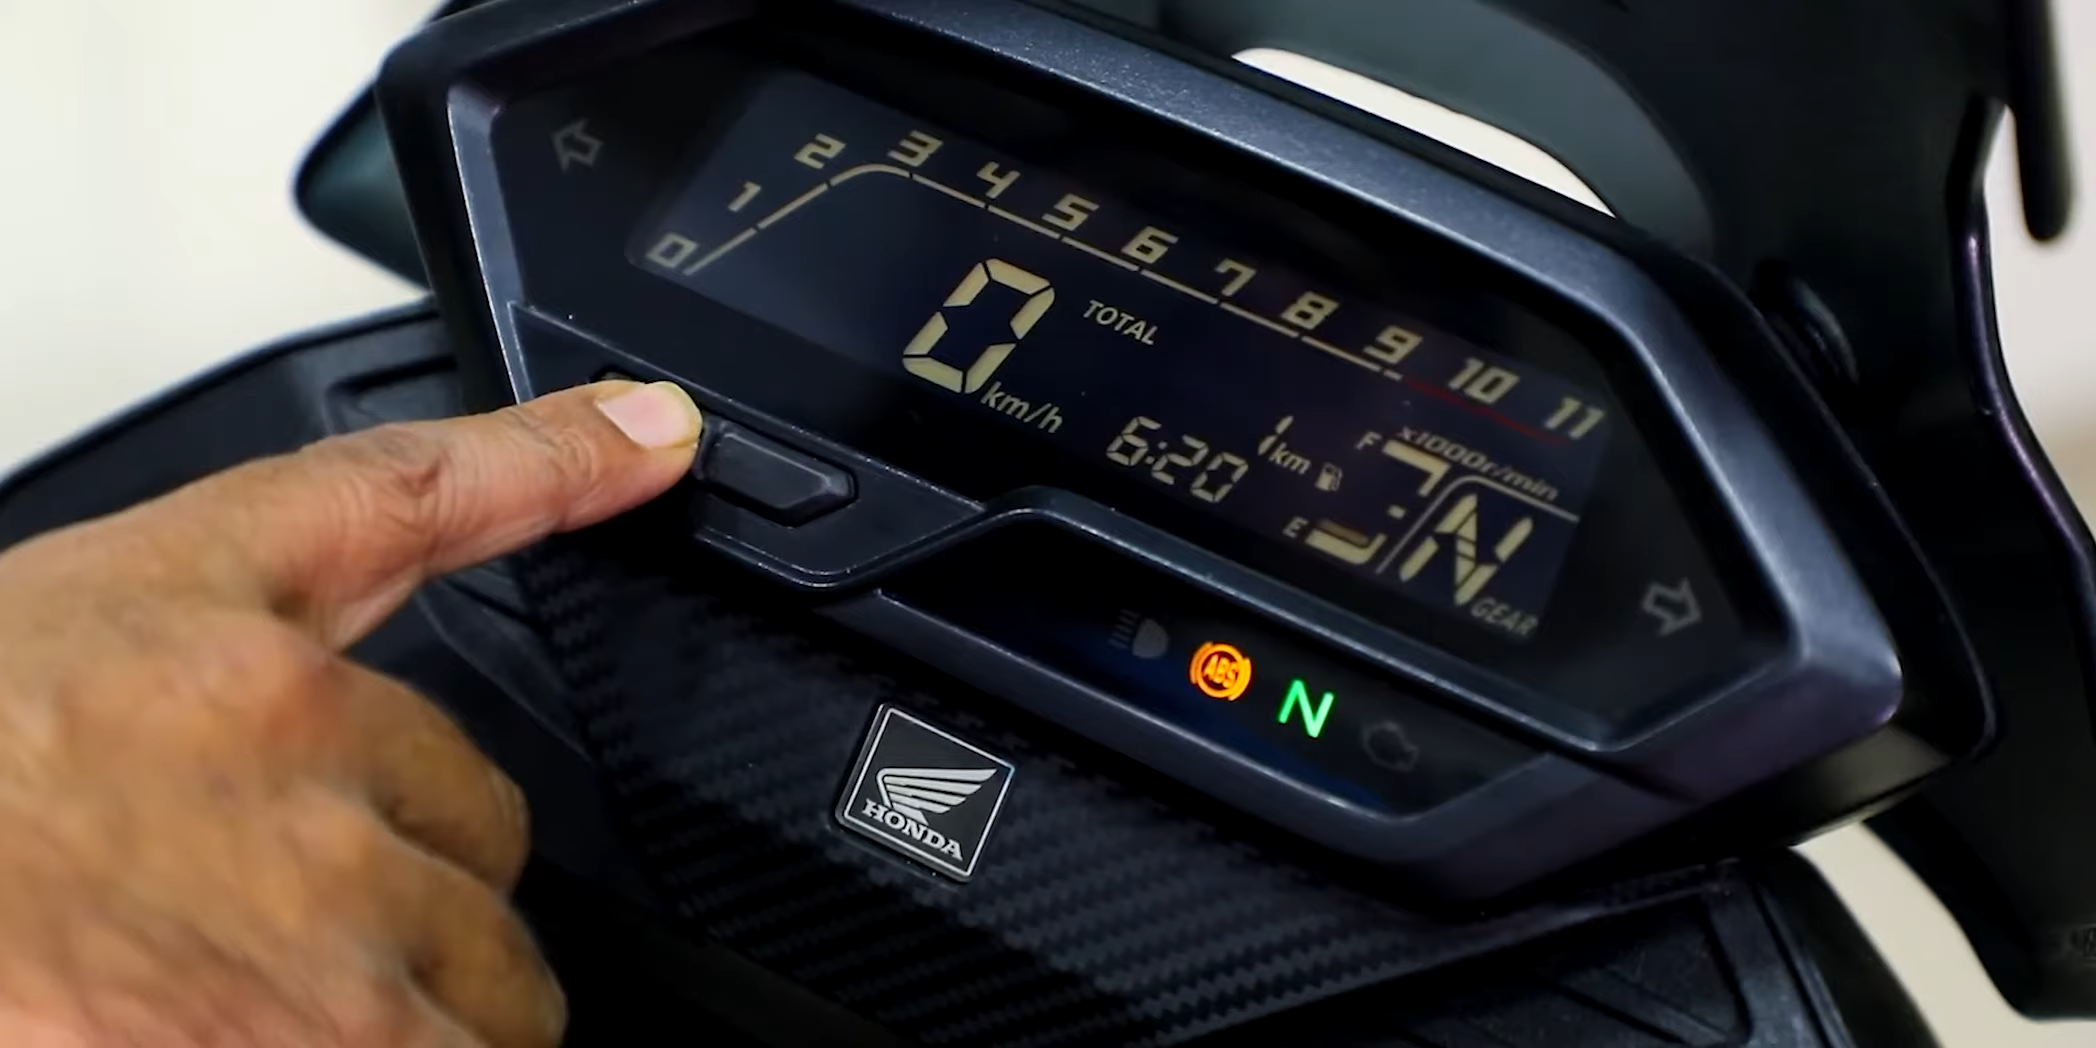 0 1 2 3 4 5 6 7 8 9 10 11
x1000r/min
0 km/h
TOTAL
1 km
6:20
F
E
N
GEAR
ABS
N
HONDA